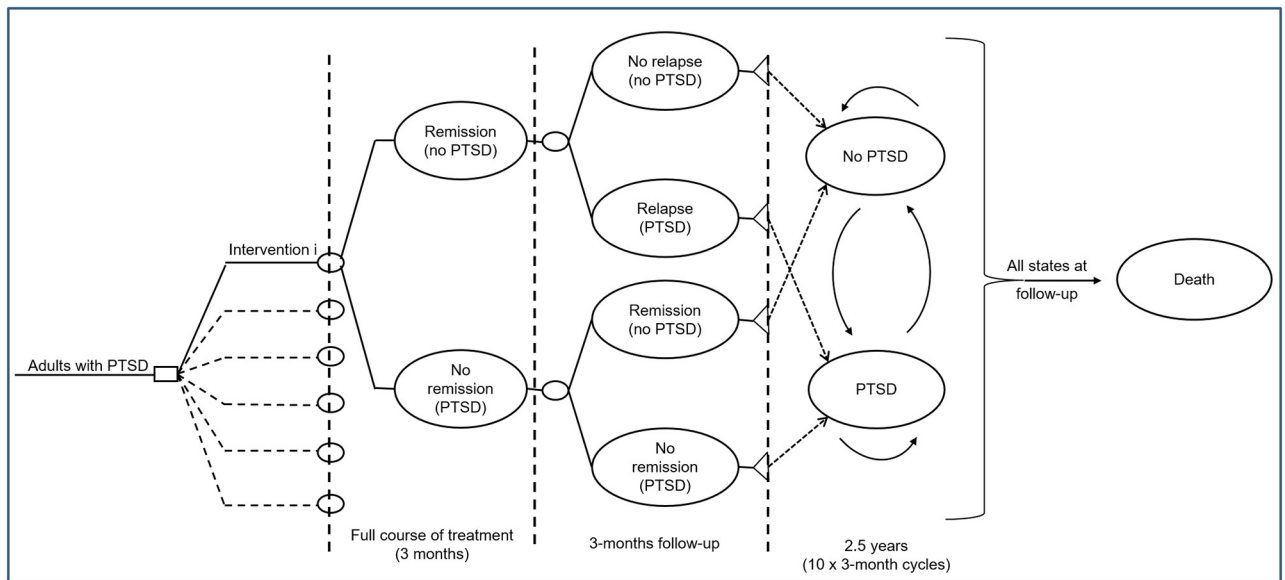 Adults with PTSD
Intervention i
Remission
(no PTSD)
No
remission
(PTSD)
Full course of treatment
(3 months)
No relapse
(no PTSD)
Relapse
(PTSD)
Remission
(no PTSD)
No
remission
(PTSD)
3-months follow-up
No PTSD
PTSD
2.5 years
(10 x 3-month cycles)
All states at
follow-up
Death